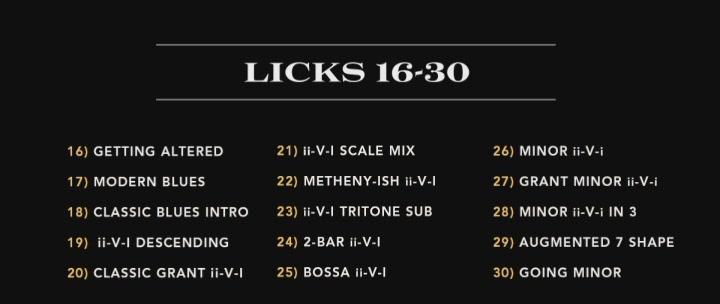 LICKS 16-30
16) GETTING ALTERED
17) MODERN BLUES
18) CLASSIC BLUES INTRO
19) ii-V-I DESCENDING
20) CLASSIC GRANT ii-V-I
21) ii-V-I SCALE MIX
22) METHENY-ISH ii-V-I
23) ii-V-I TRITONE SUB
24) 2-BAR ii-V-I
25) BOSSA ii-V-I
26) MINOR ii-V-i
27) GRANT MINOR ii-V-i
28) MINOR ii-V-i IN 3
29) AUGMENTED 7 SHAPE
30) GOING MINOR